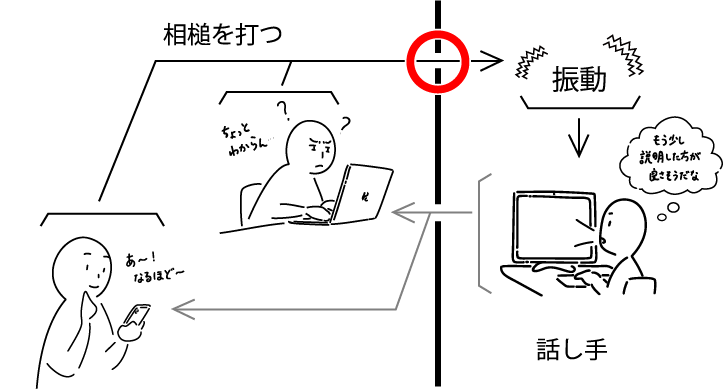 相槌を打つ
振動
?
?
ちょっと
わからん…
もう少し
説明した方が
良さそうだな
あ〜!
なるほど〜
話し手